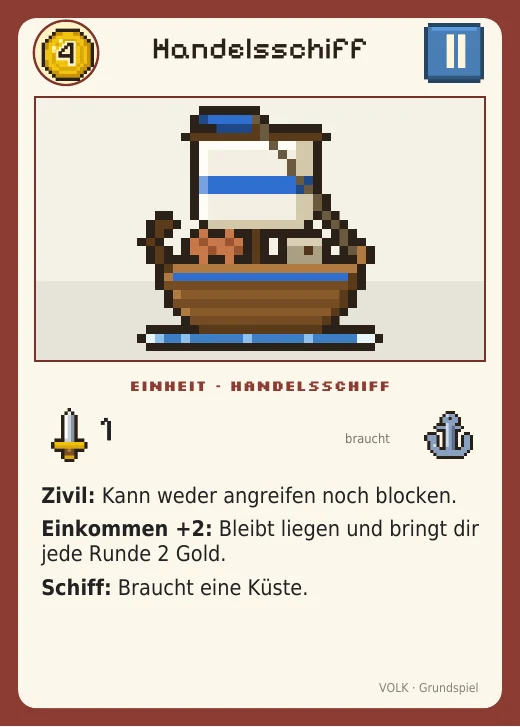 4
Handelsschiff
II
EINHEIT - HANDELSSCHIFF
1
braucht
Zivil: Kann weder angreifen noch blocken.
Einkommen +2: Bleibt liegen und bringt dir
jede Runde 2 Gold.
Schiff: Braucht eine Küste.
VOLK · Grundspiel